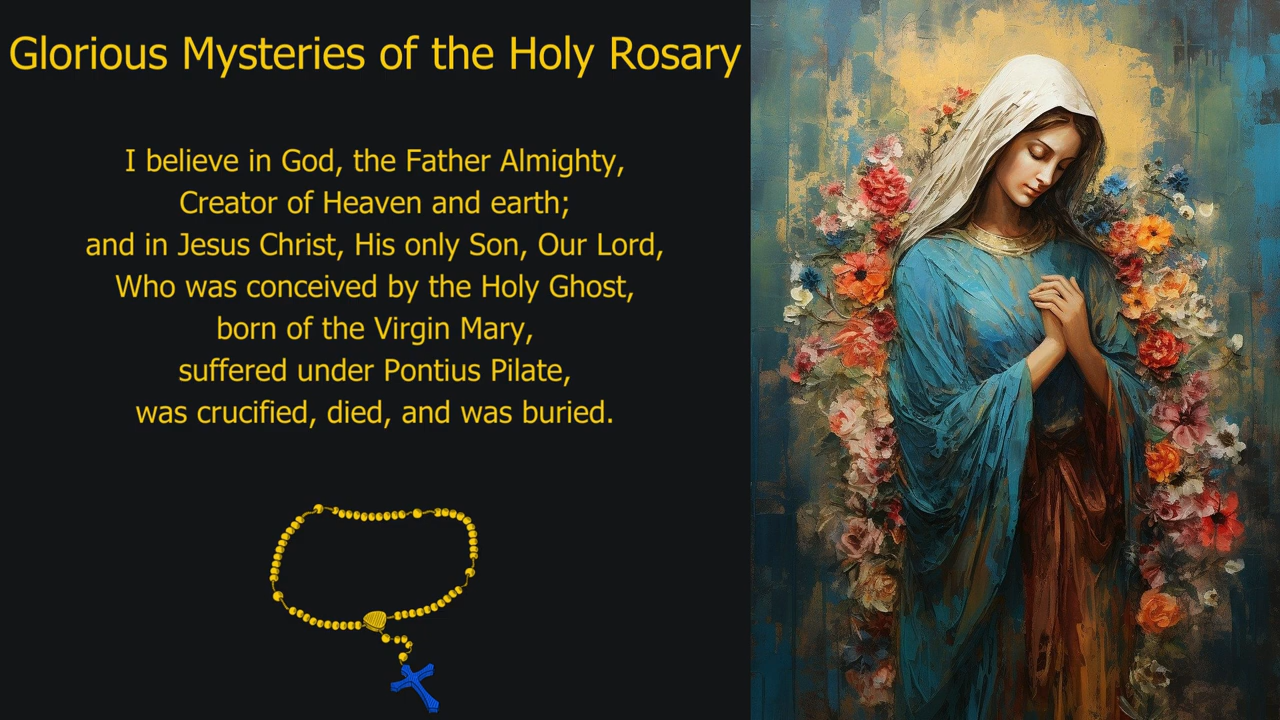 Glorious Mysteries of the Holy Rosary
I believe in God, the Father Almighty,
Creator of Heaven and earth;
and in Jesus Christ, His only Son, Our Lord,
Who was conceived by the Holy Ghost,
born of the Virgin Mary,
suffered under Pontius Pilate,
was crucified, died, and was buried.